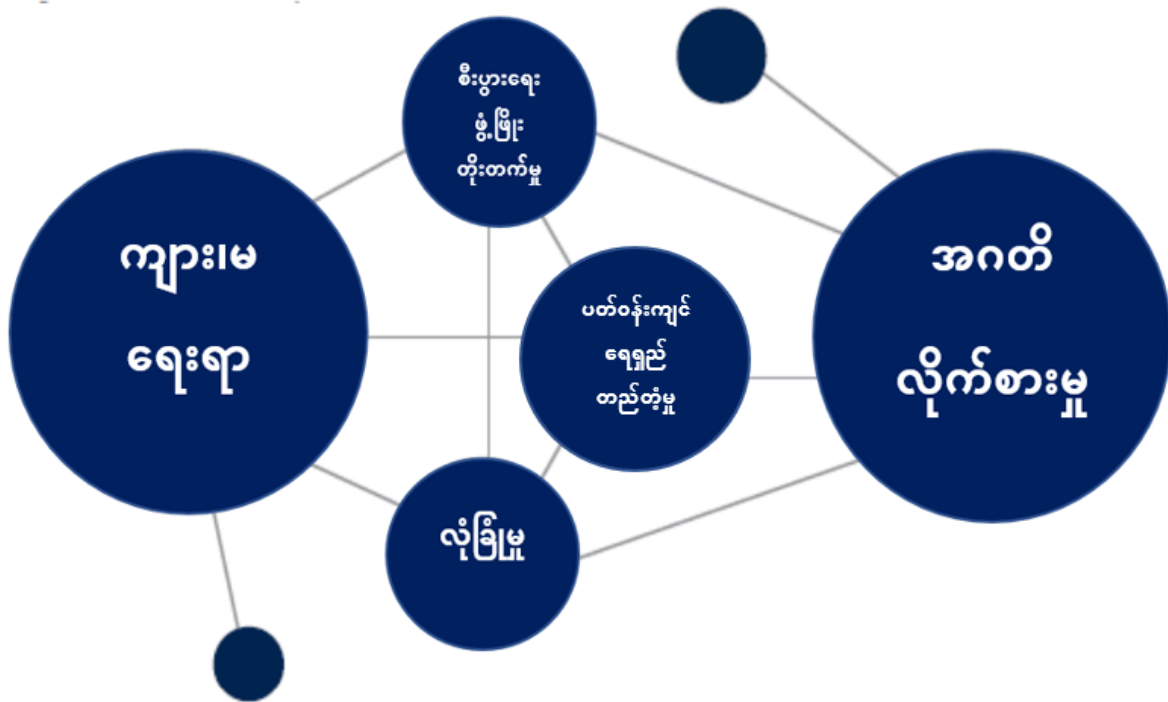 စီးပွားရေး
ဖွံ့ဖြိုး
တိုးတက်မှု
ကျား၊မ
ရေးရာ
ပတ်ဝန်းကျင်
ရေရှည်
တည်တံ့မှု
အဂတိ
လိုက်စားမှု
လုံခြုံမှု